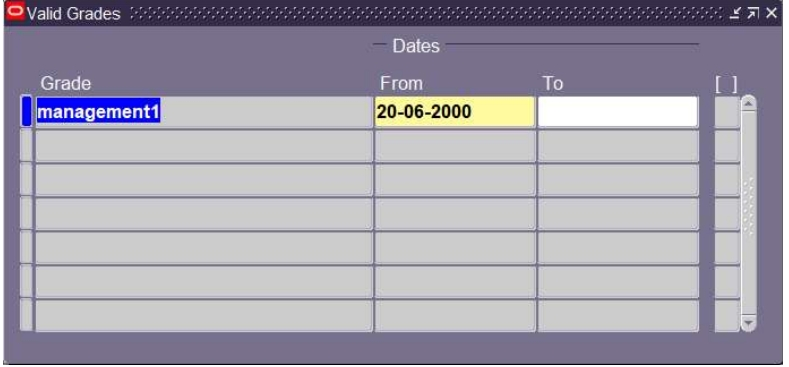 Valid Grades
Dates
Grade From To [ ]
management1 20-06-2000